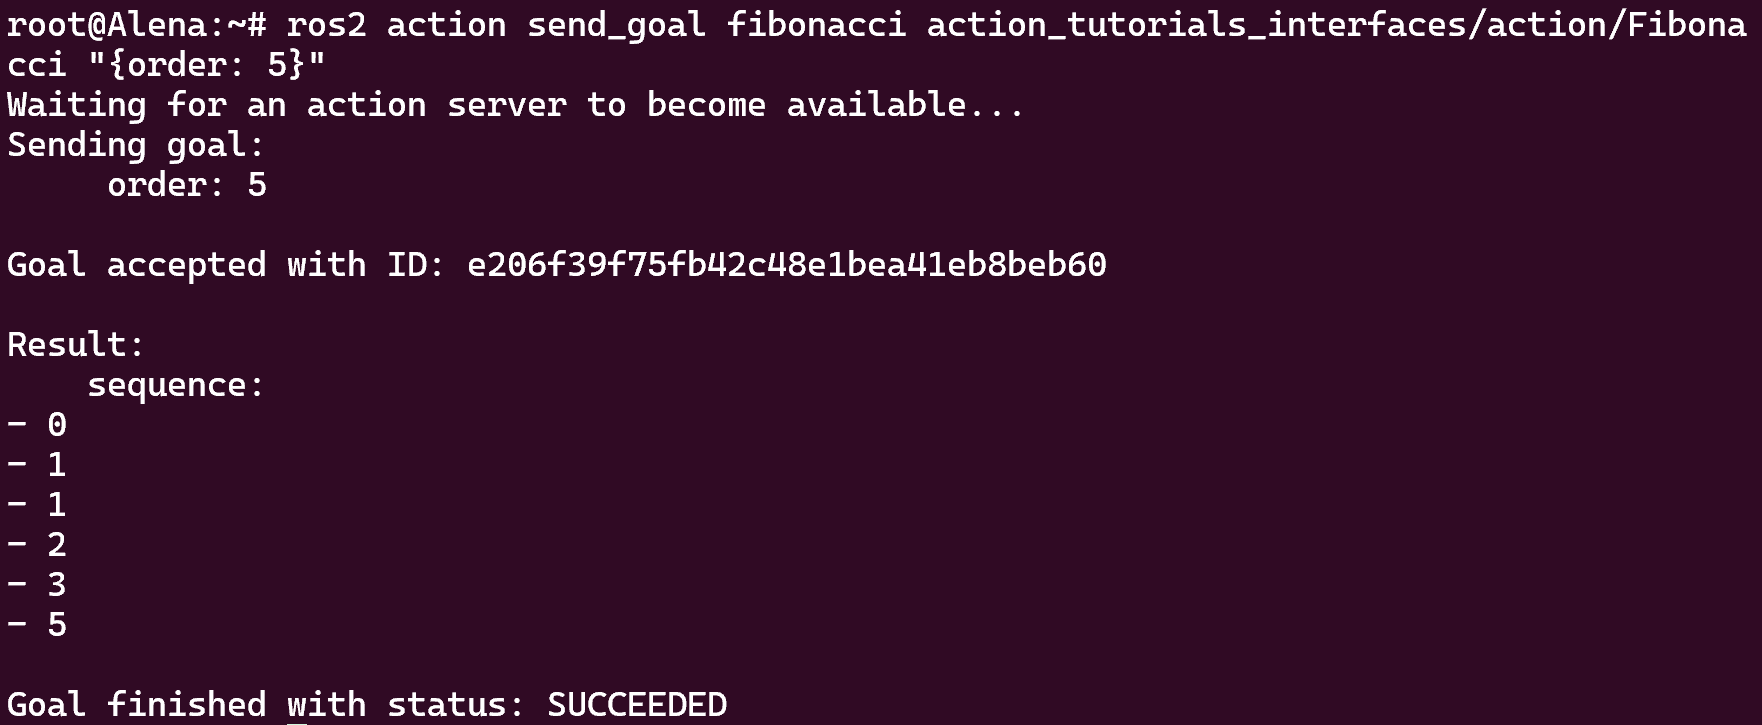 root@Alena:~# ros2 action send_goal fibonacci action_tutorials_interfaces/action/Fibona
cci "{order: 5}"
Waiting for an action server to become available...
Sending goal:
     order: 5
Goal accepted with ID: e206f39f75fb42c48e1bea41eb8beb60
Result:
    sequence:
- 0
- 1
- 1
- 2
- 3
- 5
Goal finished with status: SUCCEEDED